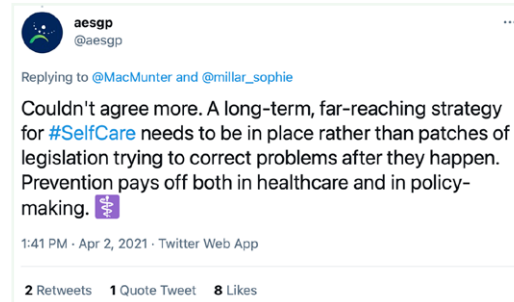 aesgp
@aesgp
Replying to @MacMunter and @millar_sophie
Couldn't agree more. A long-term, far-reaching strategy
for #SelfCare needs to be in place rather than patches of
legislation trying to correct problems after they happen.
Prevention pays off both in healthcare and in policy-
making. ⚕️
1:41 PM · Apr 2, 2021 · Twitter Web App
2 Retweets 1 Quote Tweet 8 Likes